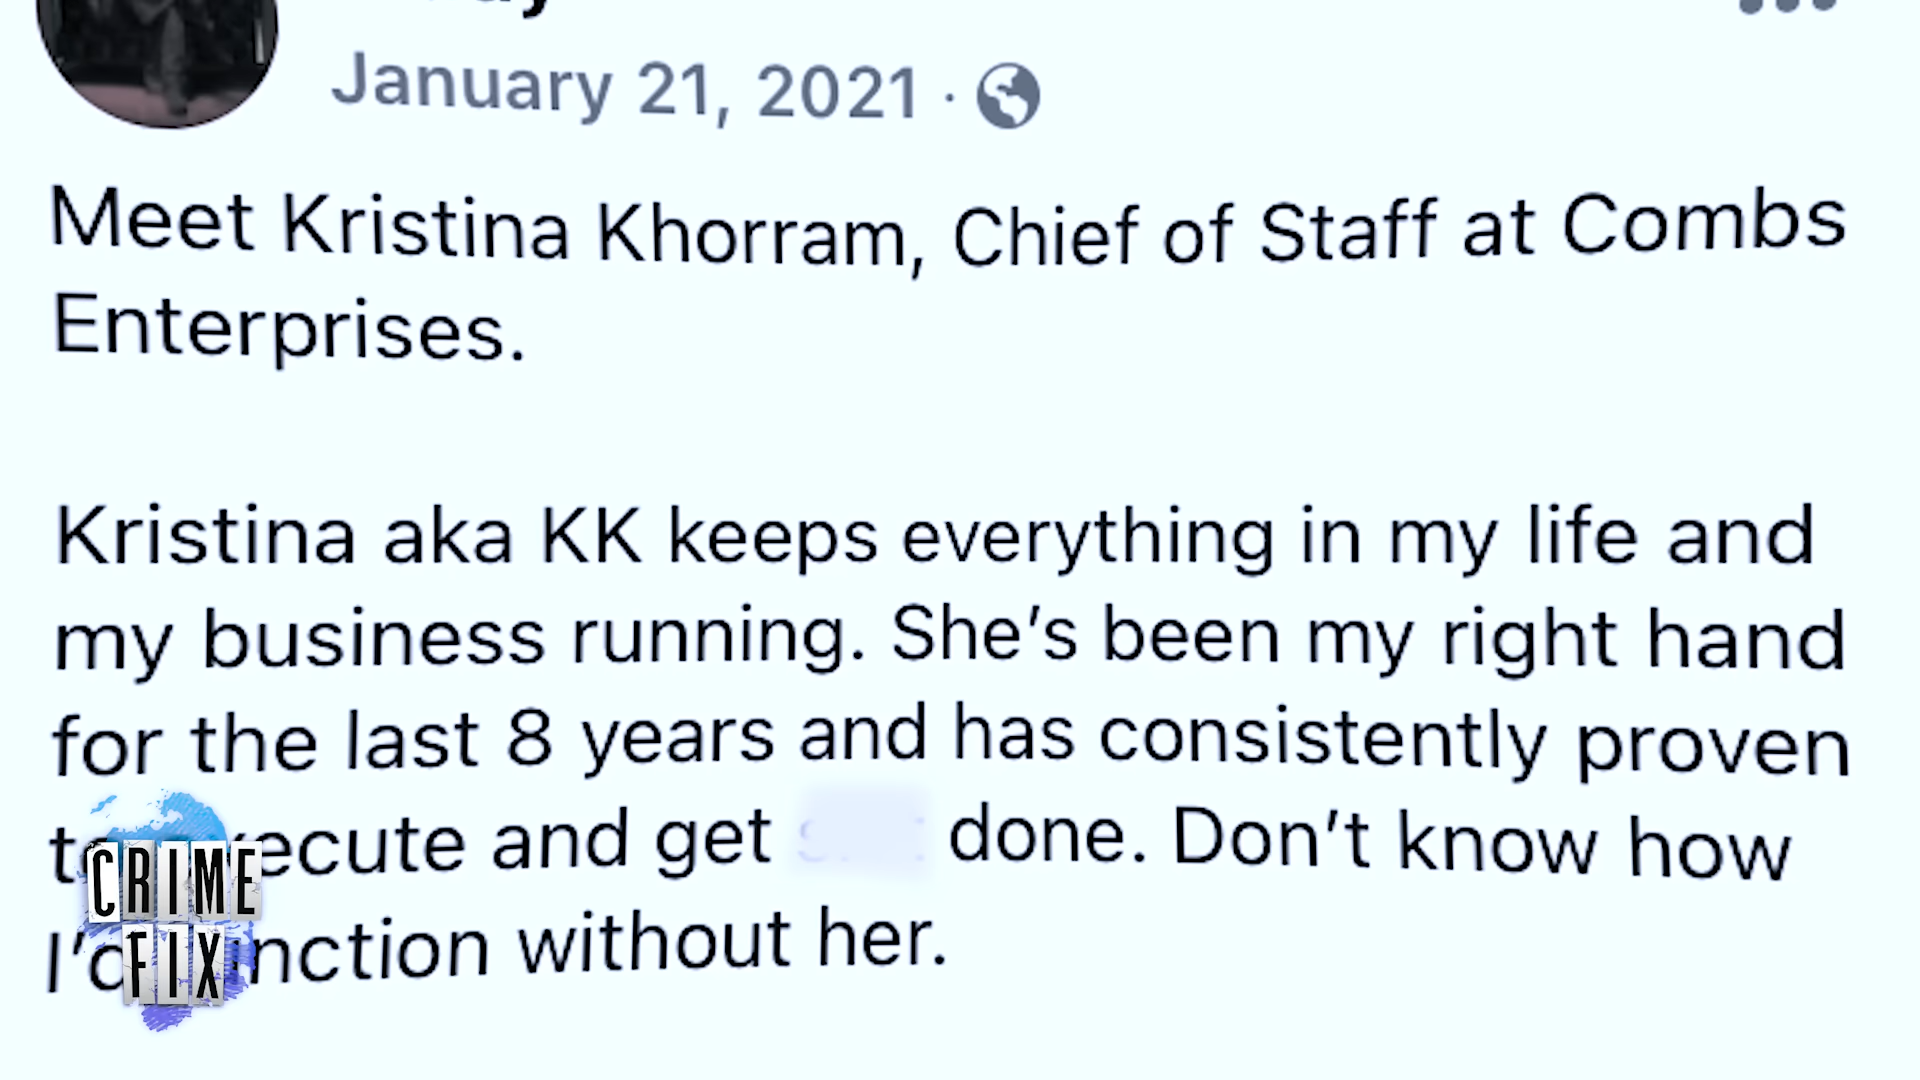 January 21, 2021 ·
Meet Kristina Khorram, Chief of Staff at Combs
Enterprises.
Kristina aka KK keeps everything in my life and
my business running. She's been my right hand
for the last 8 years and has consistently proven
and get done. Don't know how
without her.
CRIME
FIX